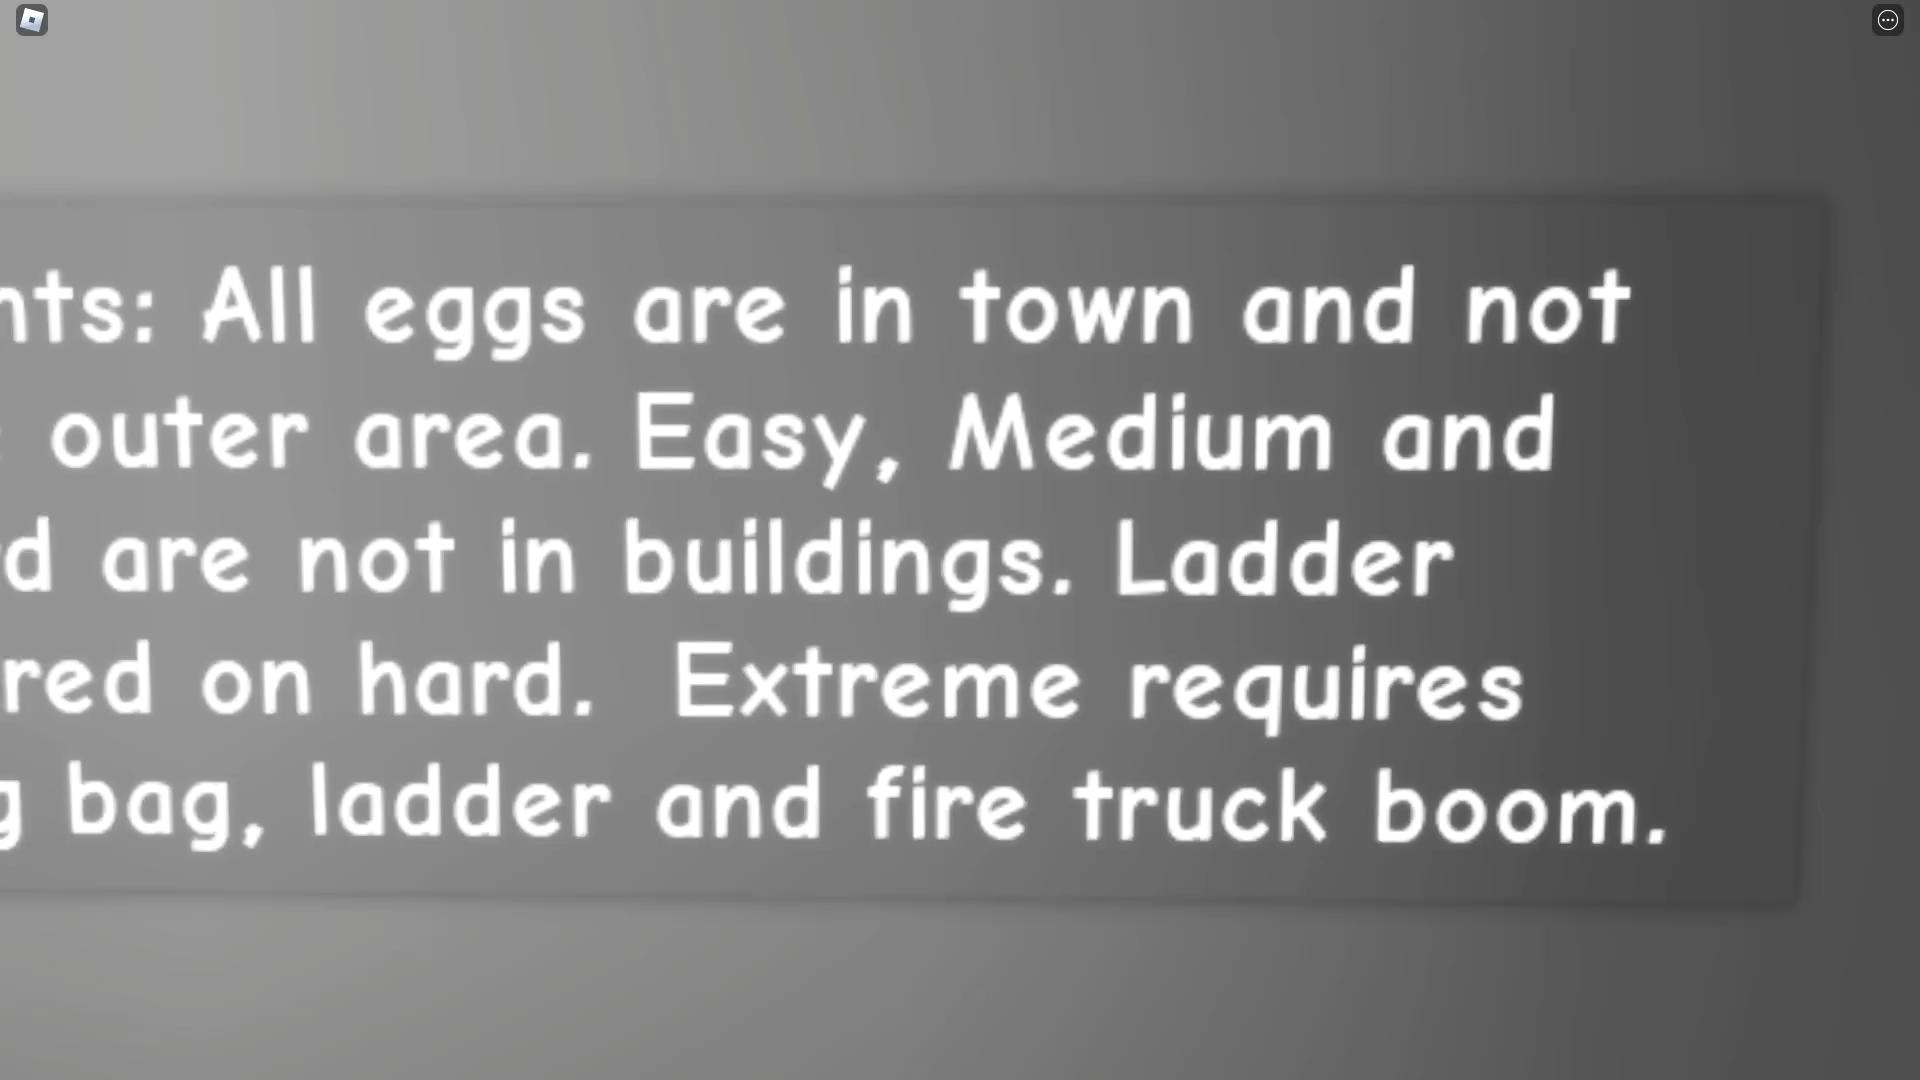 nts: All eggs are in town and not
outer area. Easy, Medium and
d are not in buildings. Ladder
red on hard. Extreme requires
g bag, ladder and fire truck boom.